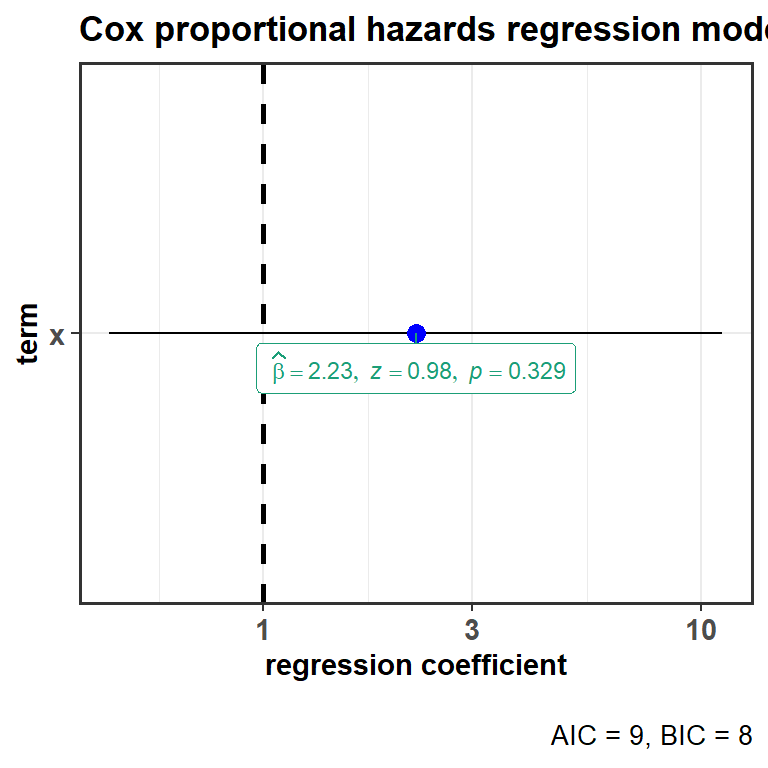 Cox proportional hazards regression mod
term
x
β̂ = 2.23, z = 0.98, p = 0.329
1 3 10
regression coefficient
AIC = 9, BIC = 8